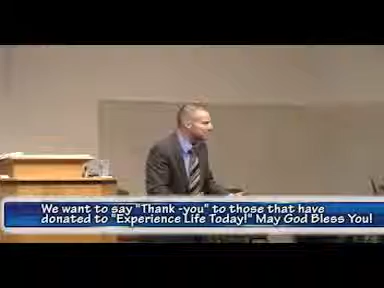 We want to say "Thank -you" to those that have
donated to "Experience Life Today!" May God Bless You!